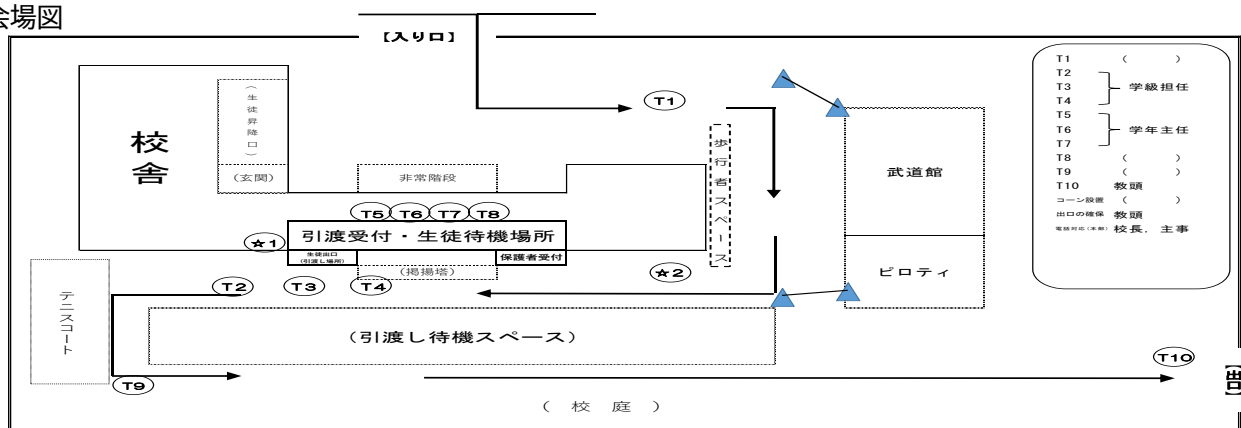 会場図
【入り口】
T1
T1 （ ）
T2
T3 学級担任
T4
T5
T6 学年主任
T7
T8 （ ）
T9 （ ）
T10 教頭
コーン設置 （ ）
出口の確保 教頭
電話対応（本部） 校長，主事
（生徒昇降口）
校舎
（玄関）
非常階段
歩行者スペース
武道館
T5 T6 T7 T8
☆1
引渡受付・生徒待機場所
生徒出口
（引渡し場所）
保護者受付
（掲揚塔）
☆2
ピロティ
T2 T3 T4
テニスコート
（引渡し待機スペース）
T9
T10
（ 校 庭 ）